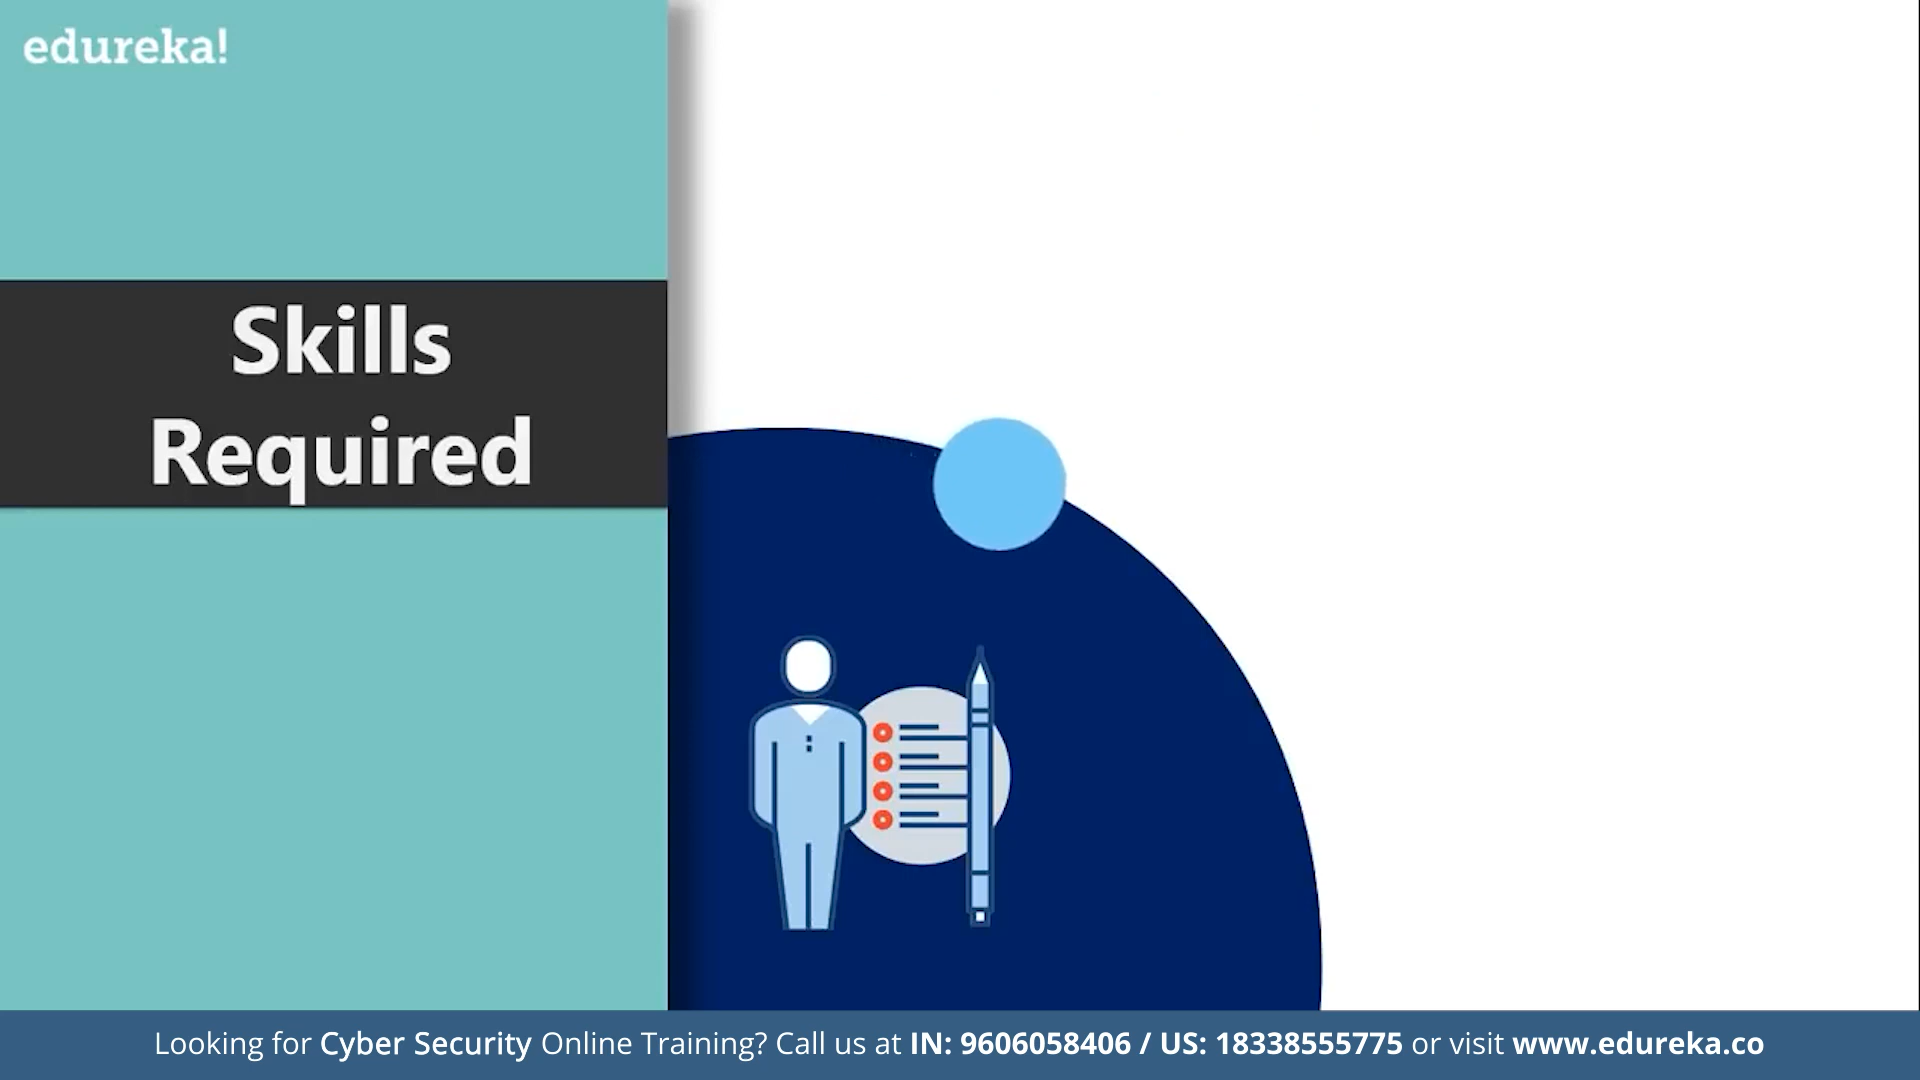 edureka!
Skills
Required
Looking for Cyber Security Online Training? Call us at IN: 9606058406 / US: 18338555775 or visit www.edureka.co